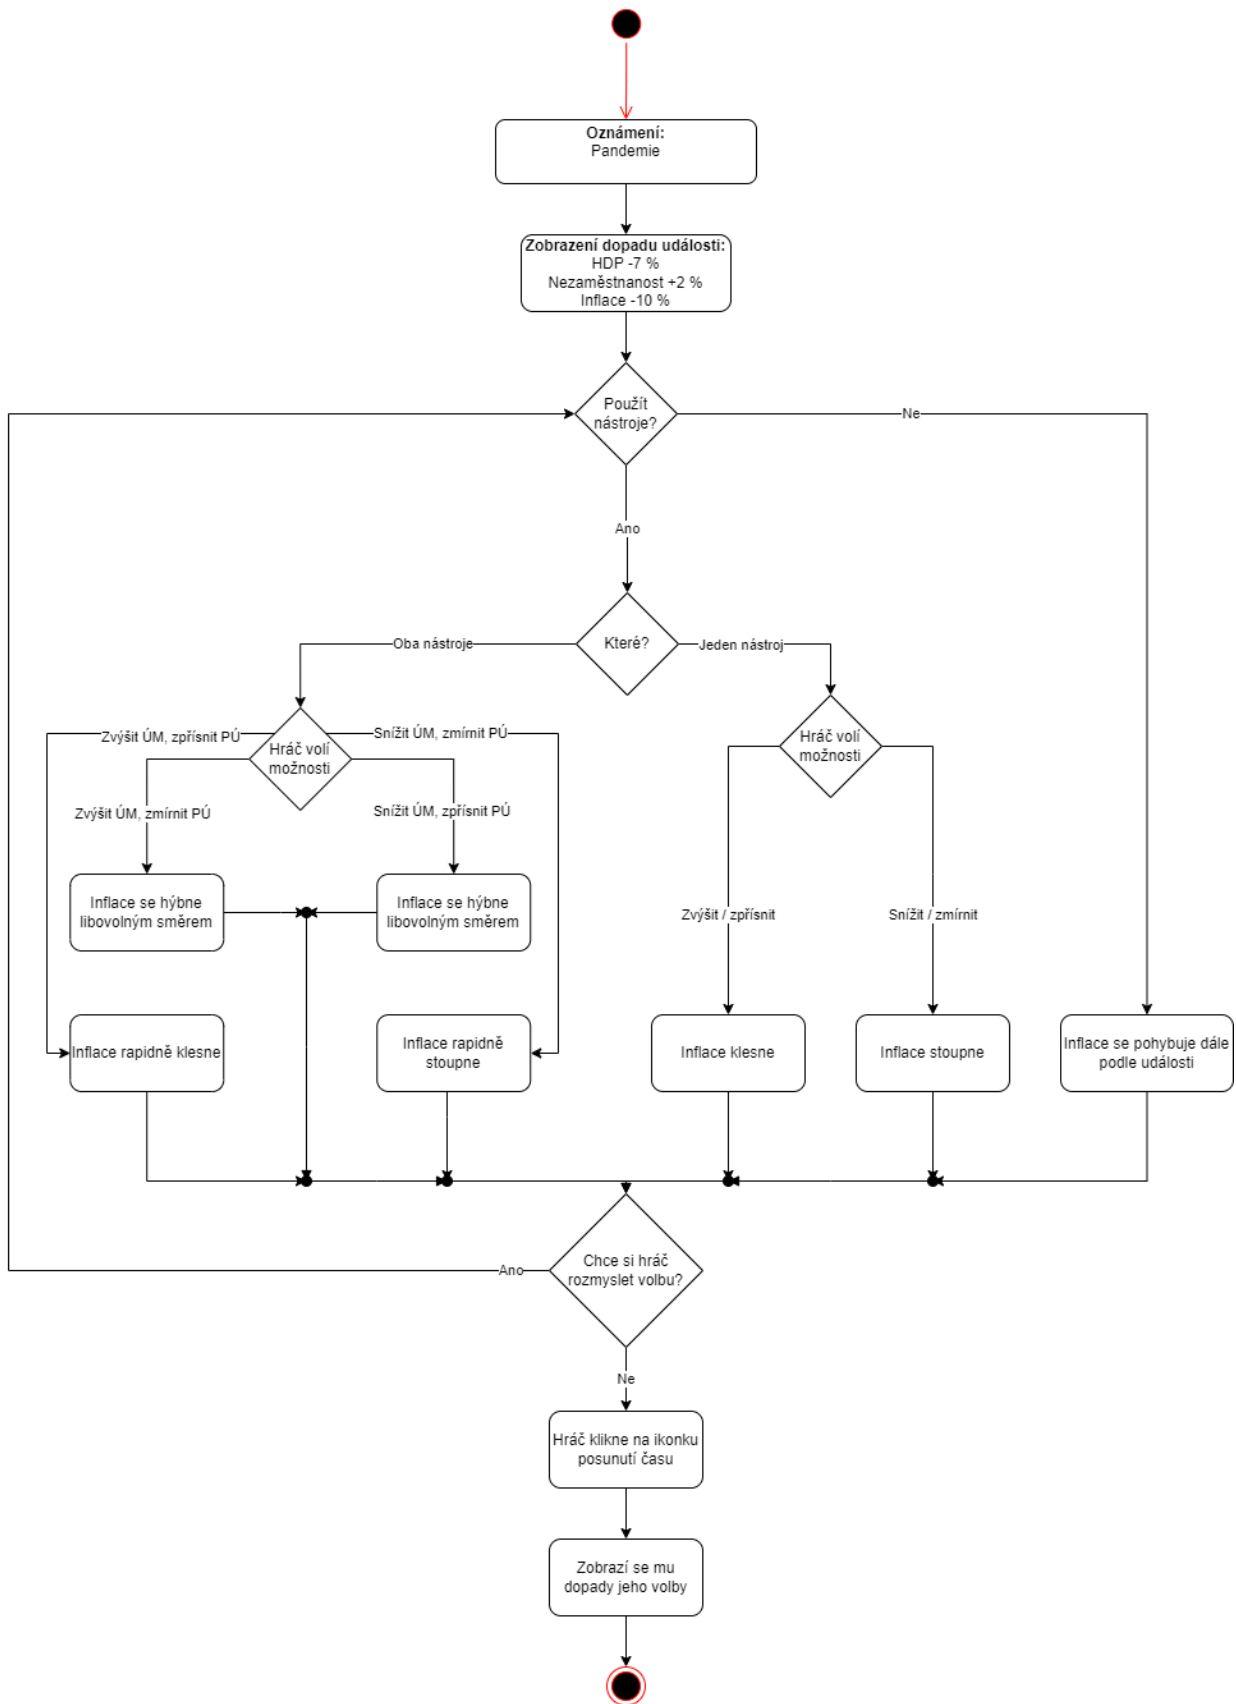 Oznámení:
Pandemie
Zobrazení dopadu události:
HDP -7 %
Nezaměstnanost +2 %
Inflace -10 %
Použít
nástroje?
Ne
Ano
Které?
Oba nástroje
Jeden nástroj
Hráč volí
možnosti
Zvýšit ÚM, zpřísnit PÚ
Snížit ÚM, zmírnit PÚ
Zvýšit ÚM, zmírnit PÚ
Snížit ÚM, zpřísnit PÚ
Hráč volí
možnosti
Inflace se hýbne
libovolným směrem
Inflace se hýbne
libovolným směrem
Zvýšit / zpřísnit
Snížit / zmírnit
Inflace rapidně klesne
Inflace rapidně
stoupne
Inflace klesne
Inflace stoupne
Inflace se pohybuje dále
podle události
Chce si hráč
rozmyslet volbu?
Ano
Ne
Hráč klikne na ikonku
posunutí času
Zobrazí se mu
dopady jeho volby